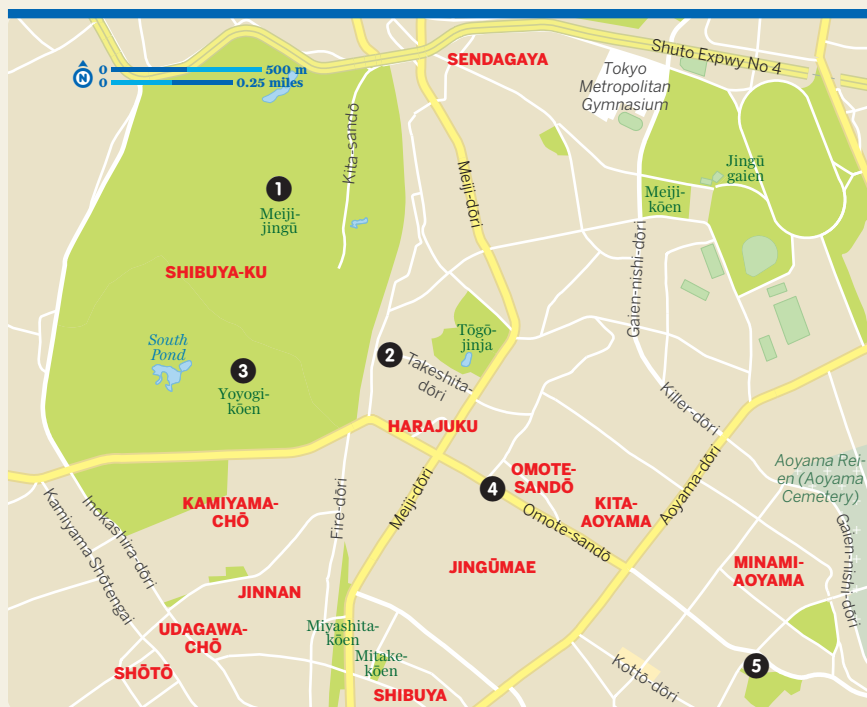 SENDAGAYA
Shuto Expwy No 4
N
0
500 m
0
0.25 miles
Tokyo
Metropolitan
Gymnasium
Kita-sandō
Meiji-dōri
Jingū
gaien
1
Meiji-
jingū
Meiji-
kōen
Gaien-nishi-dōri
SHIBUYA-KU
South
Pond
3
Yoyogi-
kōen
2
Takeshita-
dōri
Tōgō-
jinja
Killer-dōri
HARAJUKU
Aoyama-dōri
Aoyama Rei-
en (Aoyama
Cemetery)
4
OMOTE-
SANDŌ
KITA-
AOYAMA
Omote-sandō
KAMIYAMA-
CHŌ
Inokashira-dōri
Kamiyama Shōtengai
Fire-dōri
Meiji-dōri
Gaien-nishi-dōri
JINGŪMAE
MINAMI-
AOYAMA
JINNAN
UDAGAWA-
CHŌ
Miyashita-
kōen
Mitake-
kōen
SHŌTŌ
SHIBUYA
Kottō-dōri
5